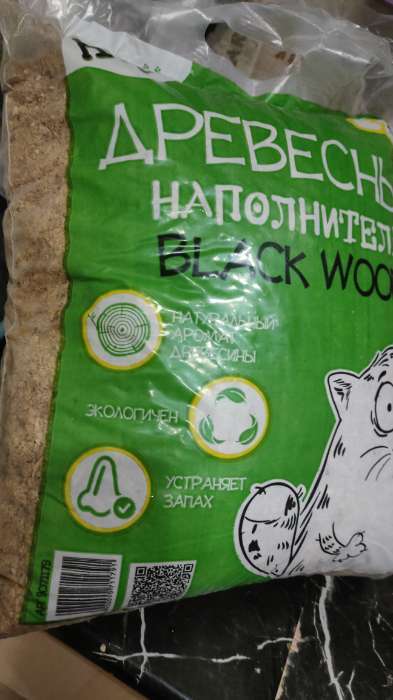 ДРЕВЕСНЫ
НАПОЛНИТЕЛ
BLACK WOO
НАТУРАЛЬНЫЙ
АРОМАТ
ДРЕВЕСИНЫ
ЭКОЛОГИЧЕН
УСТРАНЯЕТ
ЗАПАХ